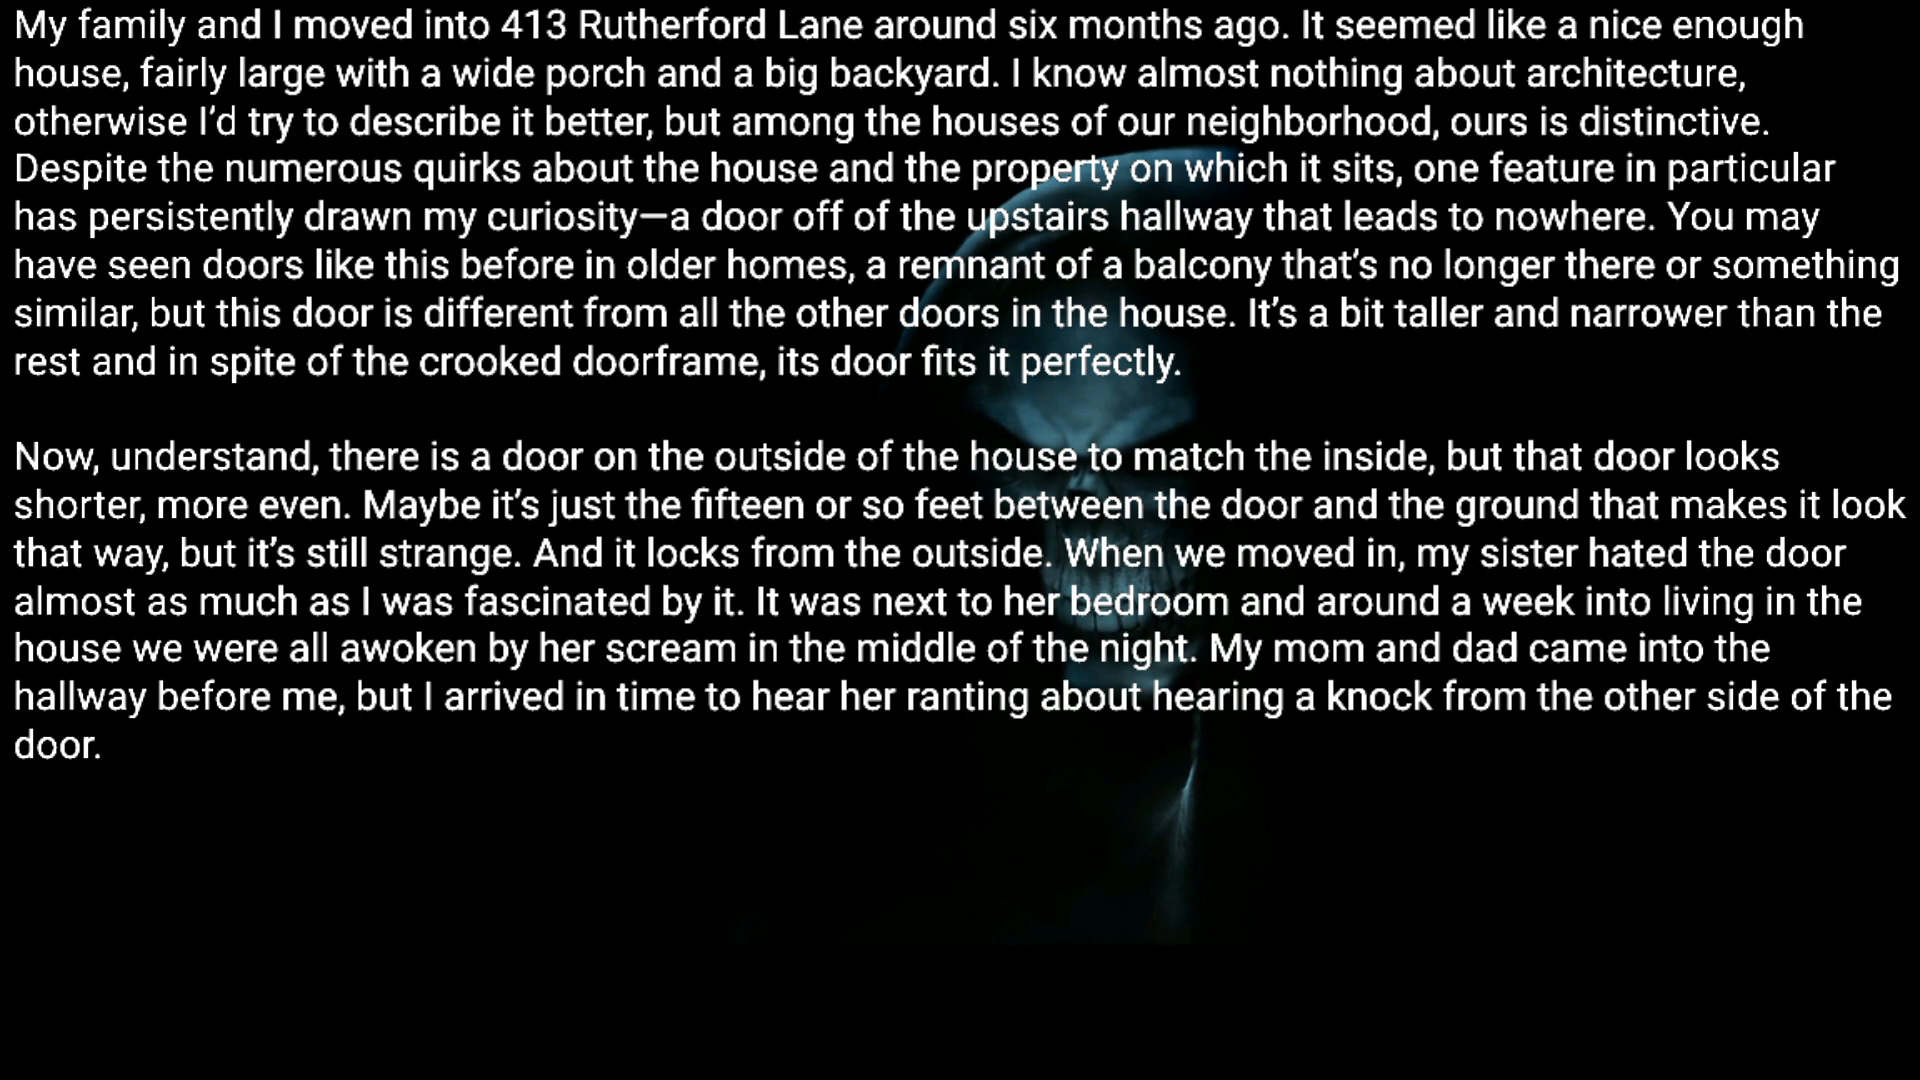 My family and I moved into 413 Rutherford Lane around six months ago. It seemed like a nice enough
house, fairly large with a wide porch and a big backyard. I know almost nothing about architecture,
otherwise I’d try to describe it better, but among the houses of our neighborhood, ours is distinctive.
Despite the numerous quirks about the house and the property on which it sits, one feature in particular
has persistently drawn my curiosity—a door off of the upstairs hallway that leads to nowhere. You may
have seen doors like this before in older homes, a remnant of a balcony that’s no longer there or something
similar, but this door is different from all the other doors in the house. It’s a bit taller and narrower than the
rest and in spite of the crooked doorframe, its door fits it perfectly.

Now, understand, there is a door on the outside of the house to match the inside, but that door looks
shorter, more even. Maybe it’s just the fifteen or so feet between the door and the ground that makes it look
that way, but it’s still strange. And it locks from the outside. When we moved in, my sister hated the door
almost as much as I was fascinated by it. It was next to her bedroom and around a week into living in the
house we were all awoken by her scream in the middle of the night. My mom and dad came into the
hallway before me, but I arrived in time to hear her ranting about hearing a knock from the other side of the
door.